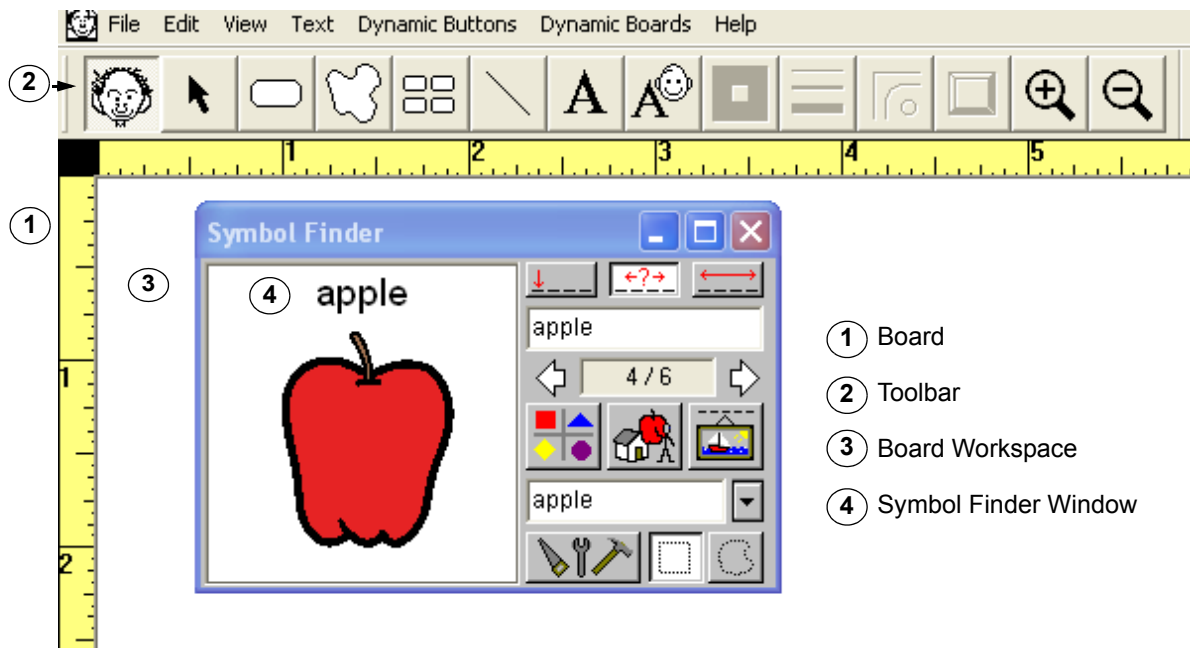 File Edit View Text Dynamic Buttons Dynamic Boards Help
2
A A
1 2 3 4 5
1
Symbol Finder
3
4
apple
←?→
apple
1 Board
1
4 / 6
2 Toolbar
3 Board Workspace
apple
4 Symbol Finder Window
2